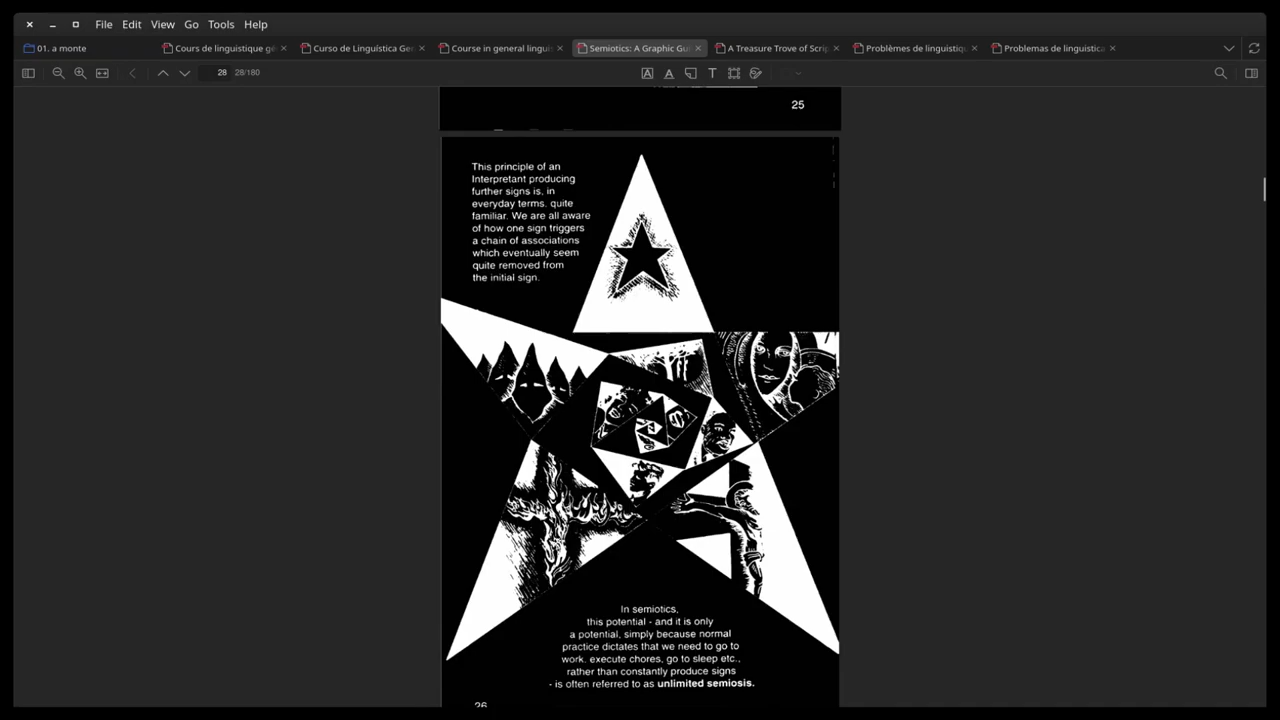 File Edit View Go Tools Help
01. a monte
Cours de linguistique gé
Curso de Lingüística Ge
Course in general lingui
Semiotics: A Graphic Gu
A Treasure Trove of Scri
Problèmes de linguistiqu
Problemas de linguistica
28 28/180
25
This principle of an
Interpretant producing
further signs is, in
everyday terms. quite
familiar. We are all aware
of how one sign triggers
a chain of associations
which eventually seem
quite removed from
the initial sign.
In semiotics,
this potential - and it is only
a potential, simply because normal
practice dictates that we need to go to
work. execute chores, go to sleep etc.,
rather than constantly produce signs
- is often referred to as unlimited semiosis.
26